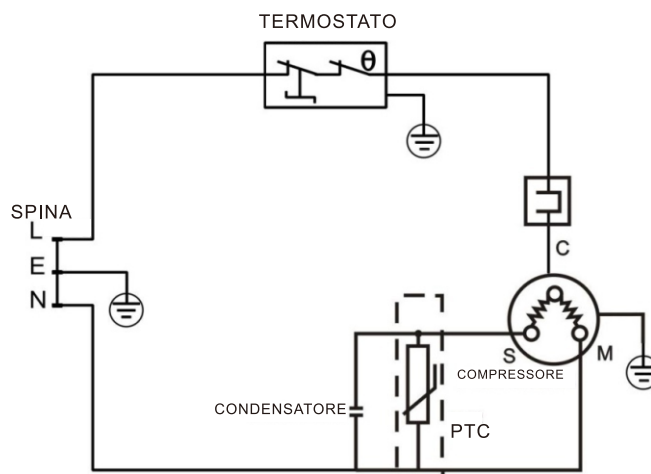 TERMOSTATO
θ
SPINA
L
E
N
C
S
M
COMPRESSORE
CONDENSATORE
PTC